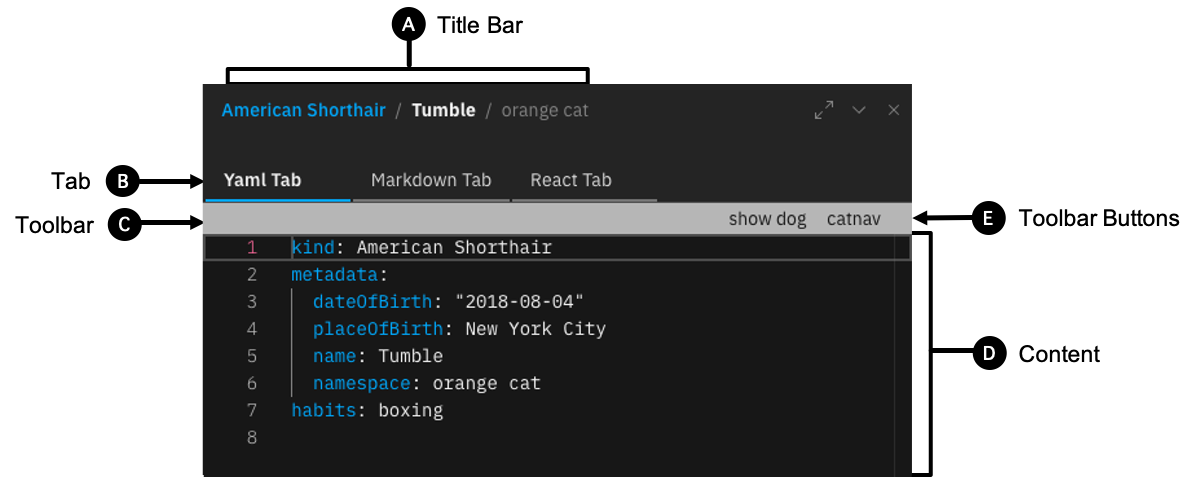 A Title Bar
American Shorthair / Tumble / orange cat
Tab B
Yaml Tab Markdown Tab React Tab
Toolbar C
show dog catnav
E Toolbar Buttons
1 kind: American Shorthair
2 metadata:
3 dateOfBirth: "2018-08-04"
4 placeOfBirth: New York City
5 name: Tumble
D Content
6 namespace: orange cat
7 habits: boxing
8